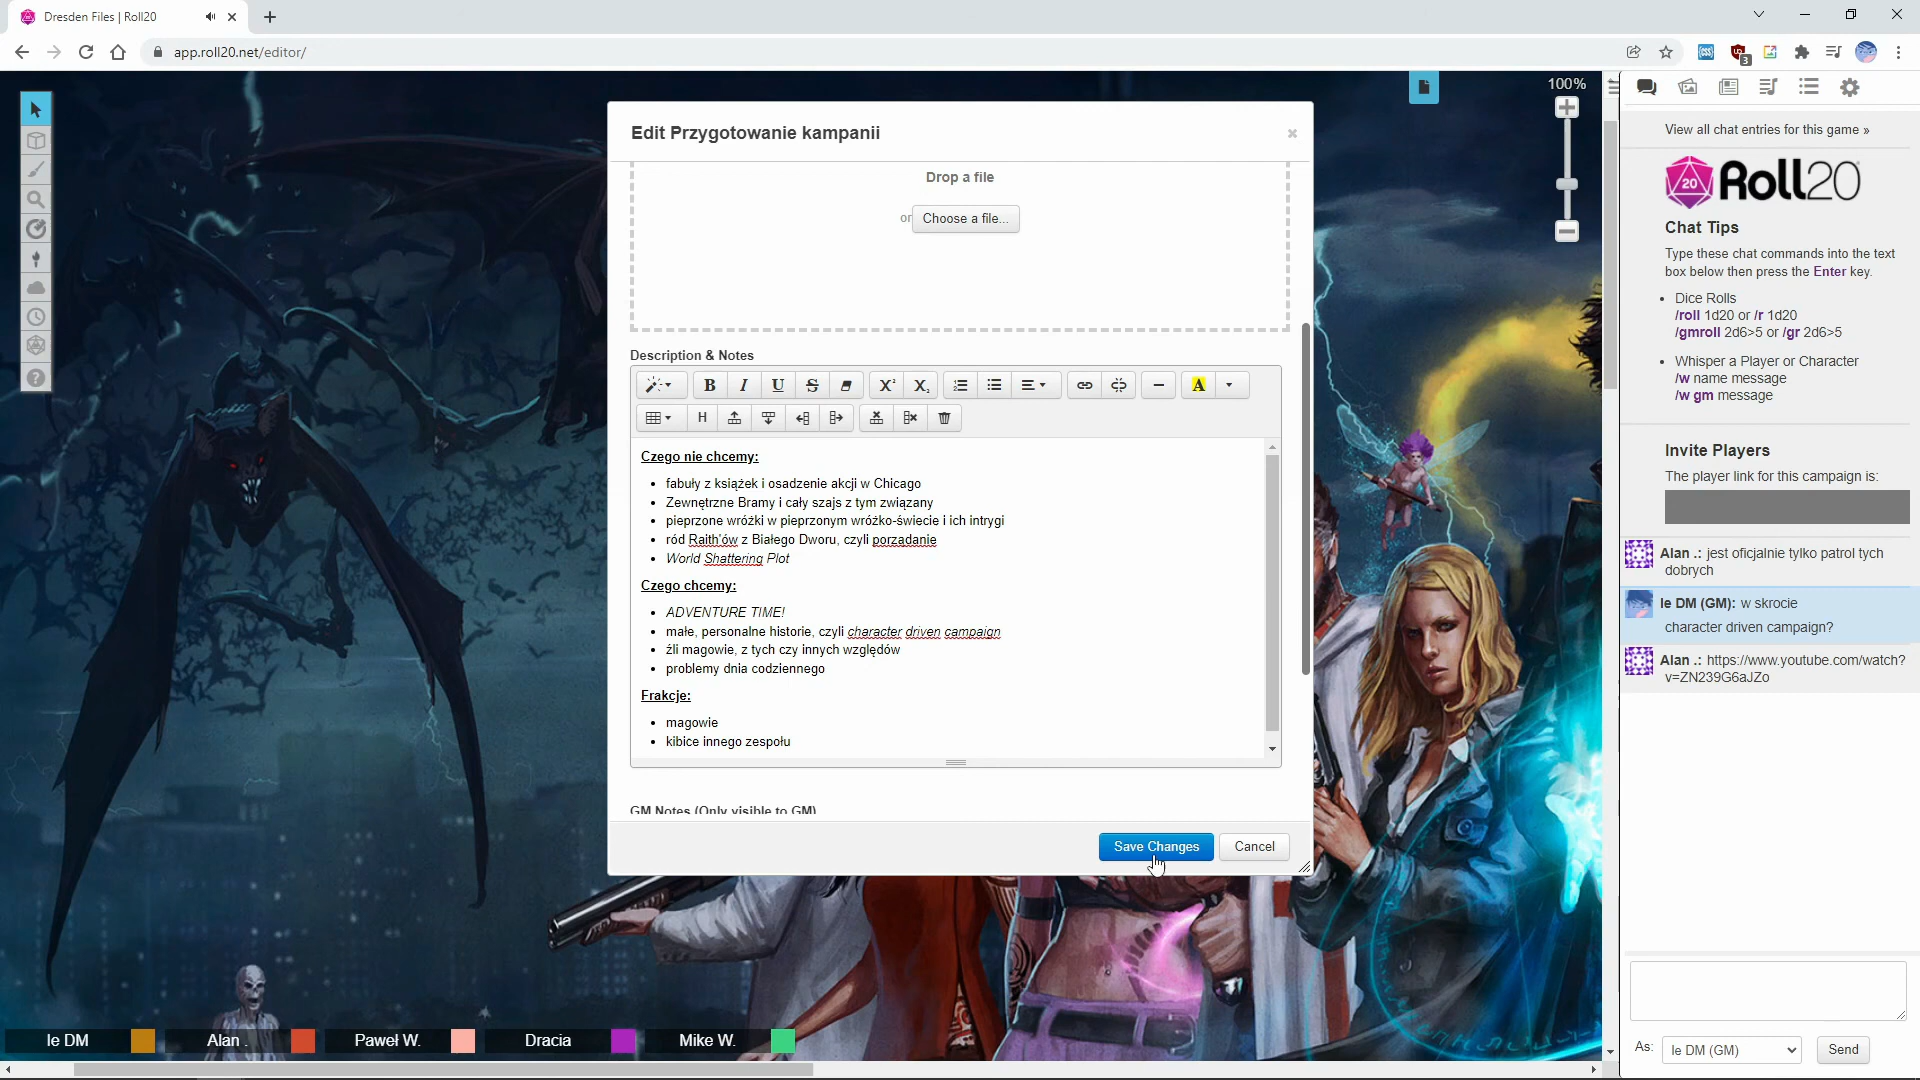 Dresden Files | Roll20
app.roll20.net/editor/
3
100%
Edit Przygotowanie kampanii
Drop a file
or Choose a file...
Description & Notes
Czego nie chcemy:
• fabuły z książek i osadzenie akcji w Chicago
• Zewnętrzne Bramy i cały szajs z tym związany
• pieprzone wróżki w pieprzonym wróżko-świecie i ich intrygi
• ród Raith'ów z Białego Dworu, czyli porządanie
• World Shattering Plot
Czego chcemy:
• ADVENTURE TIME!
• małe, personalne historie, czyli character driven campaign
• źli magowie, z tych czy innych względów
• problemy dnia codziennego
Frakcje:
• magowie
• kibice innego zespołu
GM Notes (Only visible to GM)
Save Changes
Cancel
View all chat entries for this game »
20 Roll20
Chat Tips
Type these chat commands into the text
box below then press the Enter key.
• Dice Rolls
/roll 1d20 or /r 1d20
/gmroll 2d6>5 or /gr 2d6>5
• Whisper a Player or Character
/w name message
/w gm message
Invite Players
The player link for this campaign is:
Alan .: jest oficjalnie tylko patrol tych
dobrych
le DM (GM): w skrocie
character driven campaign?
Alan .: https://www.youtube.com/watch?
v=ZN239G6aJZo
As: le DM (GM)
Send
le DM
Alan .
Paweł W.
Dracia
Mike W.